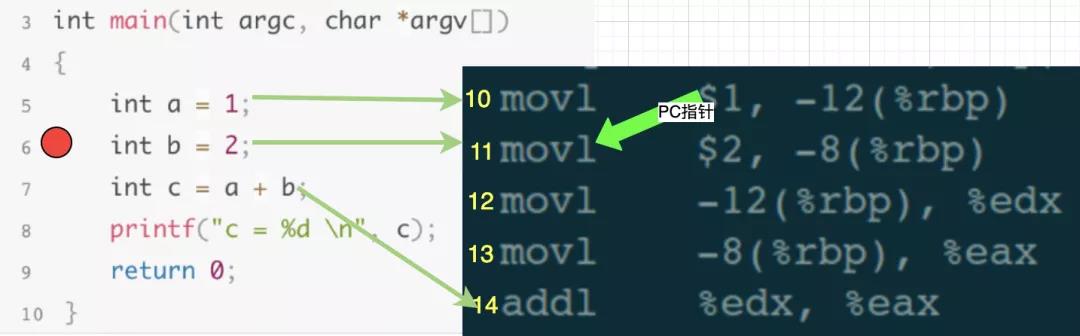 3 int main(int argc, char *argv[])
4 {
5 int a = 1;
6 int b = 2;
7 int c = a + b;
8 printf("c = %d \n", c);
9 return 0;
10 }
10 movl $1, -12(%rbp)
PC指针
11 movl $2, -8(%rbp)
12 movl -12(%rbp), %edx
13 movl -8(%rbp), %eax
14 addl %edx, %eax